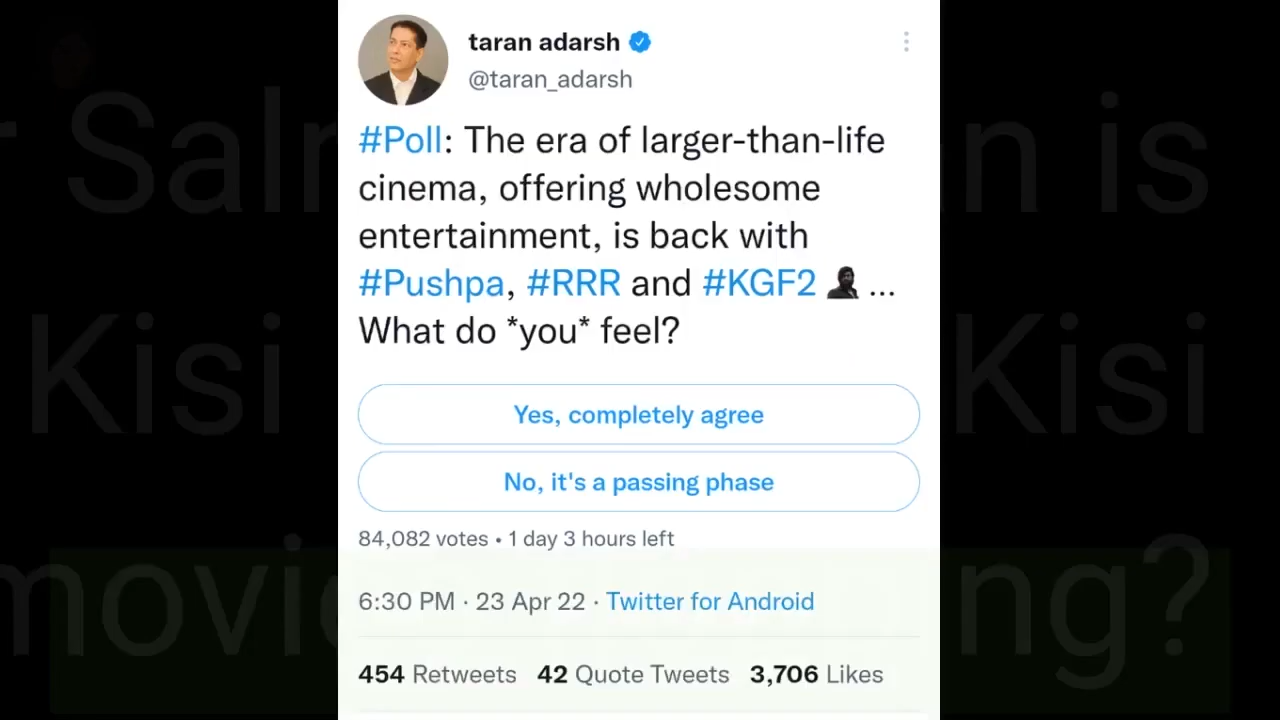 taran adarsh
@taran_adarsh
#Poll: The era of larger-than-life
cinema, offering wholesome
entertainment, is back with
#Pushpa, #RRR and #KGF2 ...
What do *you* feel?
Yes, completely agree
No, it's a passing phase
84,082 votes • 1 day 3 hours left
6:30 PM · 23 Apr 22 · Twitter for Android
454 Retweets 42 Quote Tweets 3,706 Likes
is
Kisi Kisi